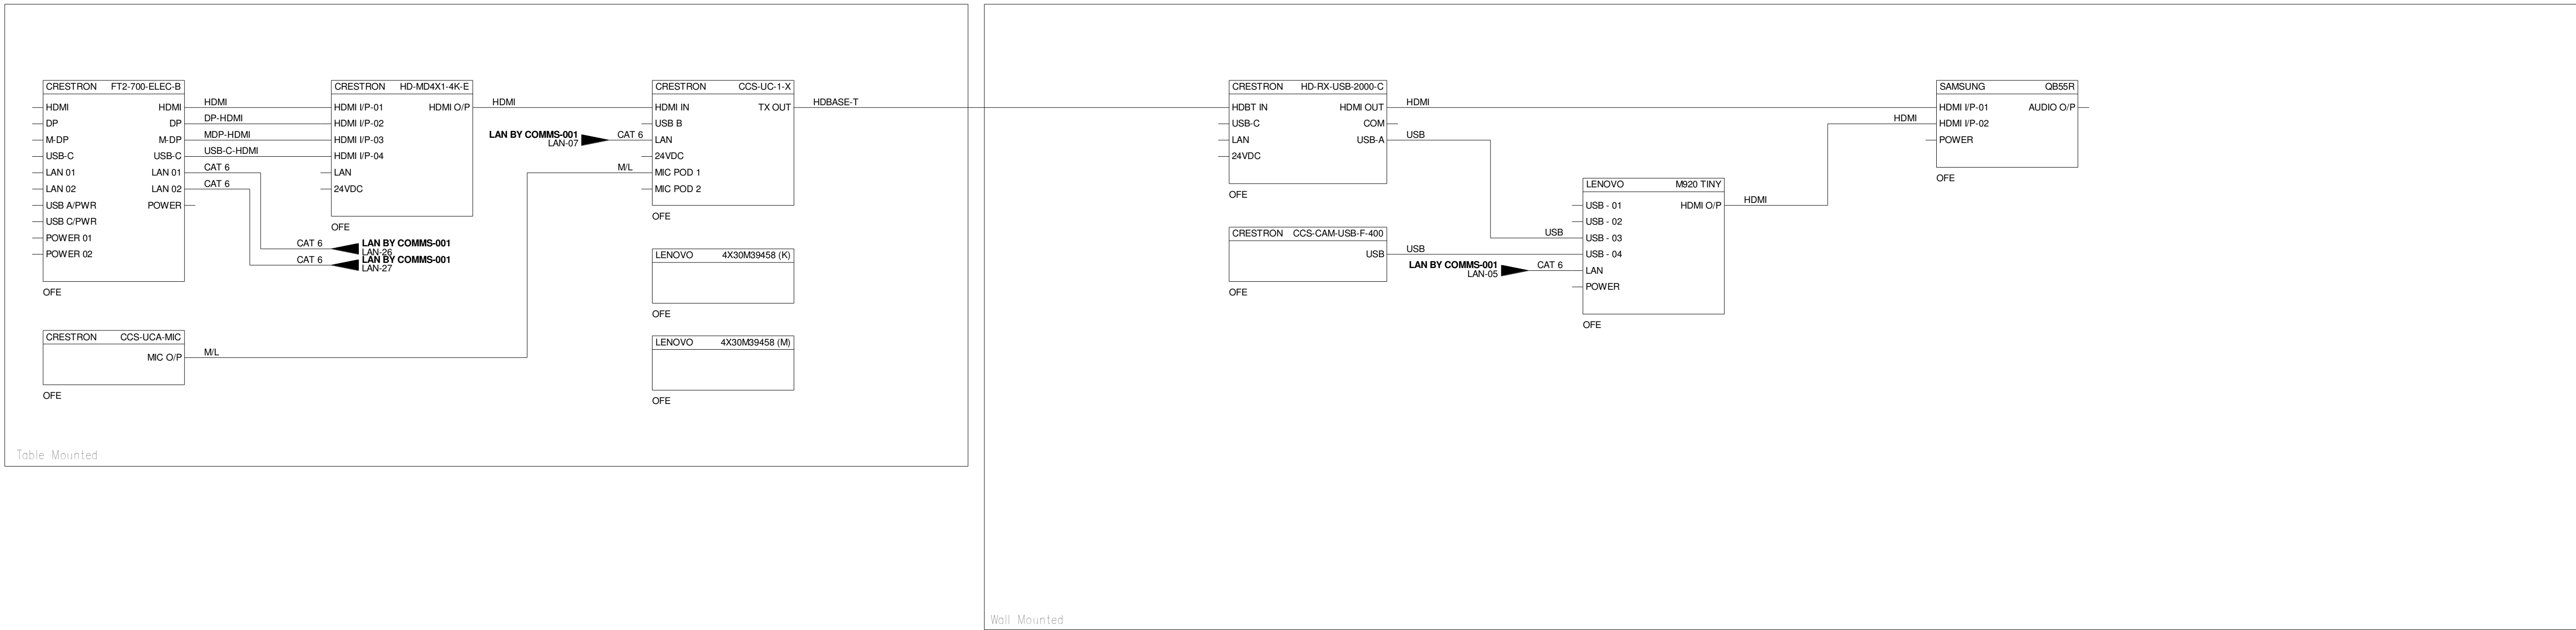 CRESTRON FT2-700-ELEC-B
HDMI HDMI
DP DP
M-DP M-DP
USB-C USB-C
LAN 01 LAN 01
LAN 02 LAN 02
USB A/PWR POWER
USB C/PWR
POWER 01
POWER 02
OFE
HDMI
DP-HDMI
MDP-HDMI
USB-C-HDMI
CAT 6
CAT 6
CRESTRON HD-MD4X1-4K-E
HDMI I/P-01 HDMI O/P
HDMI I/P-02
HDMI I/P-03
HDMI I/P-04
LAN
24VDC
OFE
CAT 6 LAN BY COMMS-001
LAN-26
CAT 6 LAN BY COMMS-001
LAN-27
HDMI
LAN BY COMMS-001 CAT 6
LAN-07
M/L
CRESTRON CCS-UC-1-X
HDMI IN TX OUT
USB B
LAN
24VDC
MIC POD 1
MIC POD 2
OFE
HDBASE-T
LENOVO 4X30M39458 (K)
OFE
LENOVO 4X30M39458 (M)
OFE
CRESTRON CCS-UCA-MIC
MIC O/P
M/L
OFE
Table Mounted
CRESTRON HD-RX-USB-2000-C
HDBT IN HDMI OUT
USB-C COM
LAN USB-A
24VDC
OFE
HDMI
USB
CRESTRON CCS-CAM-USB-F-400
USB
OFE
USB
USB
LAN BY COMMS-001 CAT 6
LAN-05
LENOVO M920 TINY
USB - 01 HDMI O/P
USB - 02
USB - 03
USB - 04
LAN
POWER
OFE
HDMI
HDMI
SAMSUNG QB55R
HDMI I/P-01 AUDIO O/P
HDMI I/P-02
POWER
OFE
Wall Mounted